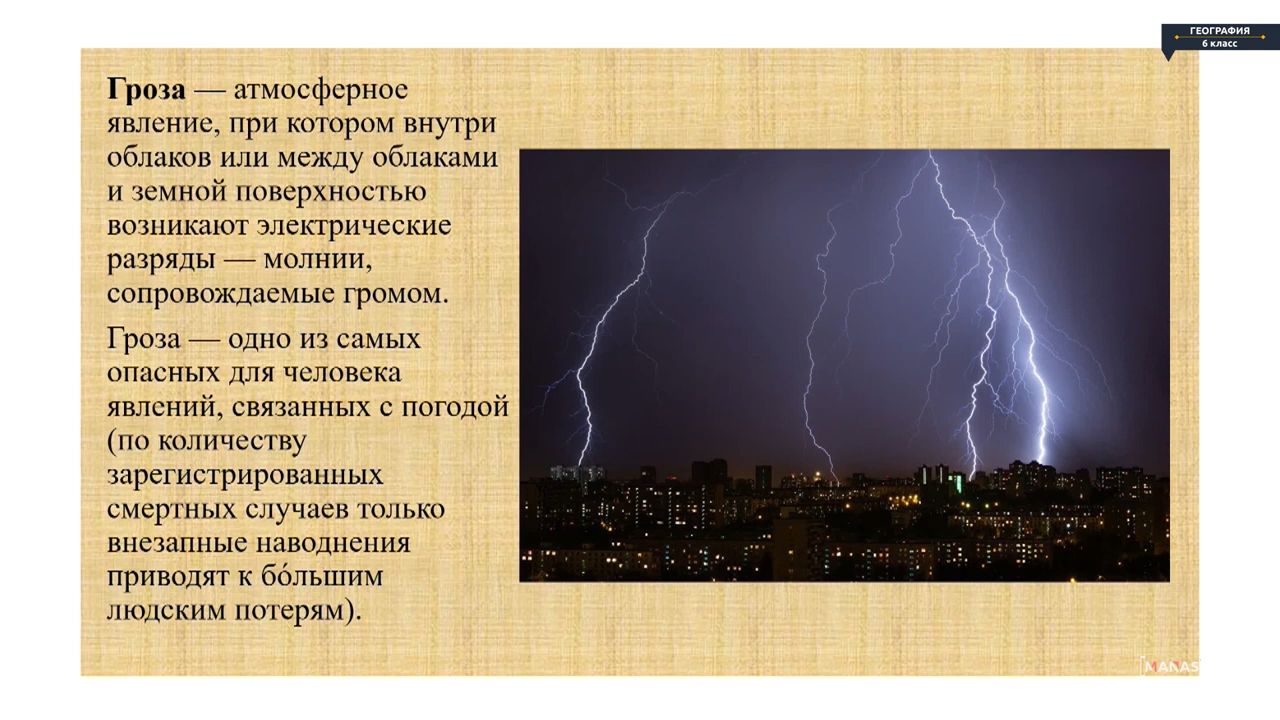 ГЕОГРАФИЯ
6 класс
Гроза — атмосферное
явление, при котором внутри
облаков или между облаками
и земной поверхностью
возникают электрические
разряды — молнии,
сопровождаемые громом.
Гроза — одно из самых
опасных для человека
явлений, связанных с погодой
(по количеству
зарегистрированных
смертных случаев только
внезапные наводнения
приводят к бо́льшим
людским потерям).
MANAS